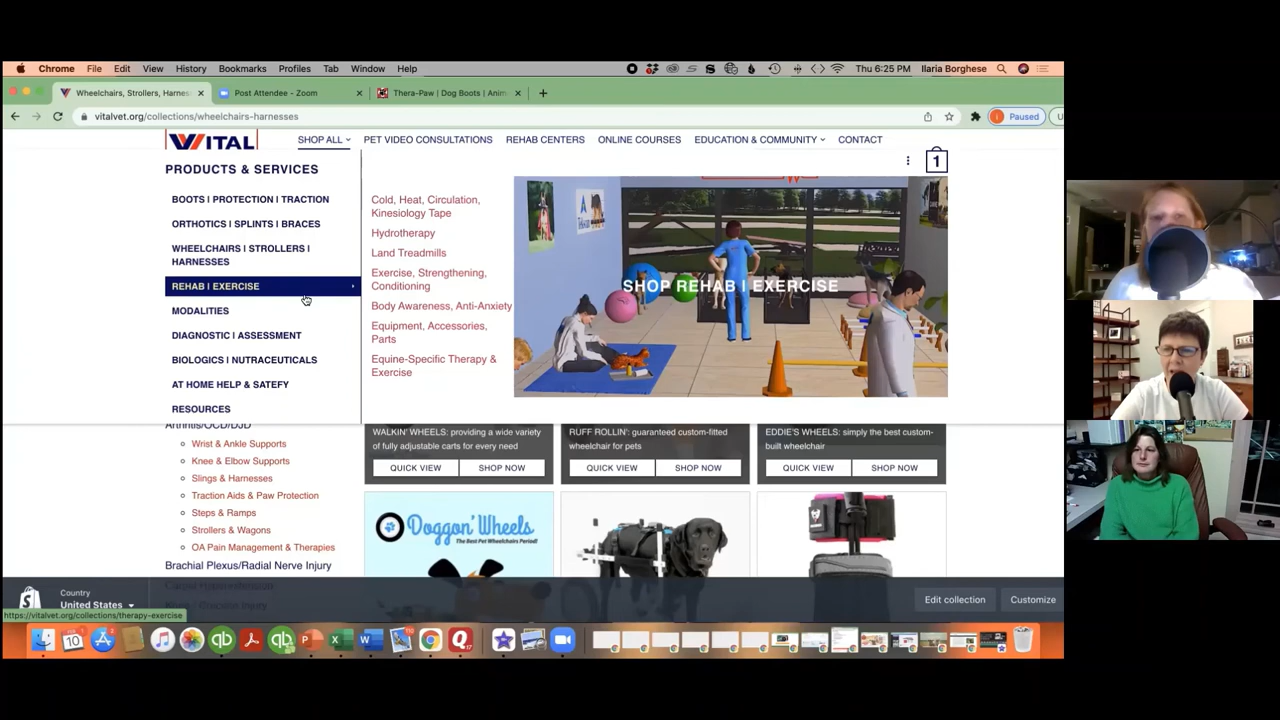 Chrome File Edit View History Bookmarks Profiles Tab Window Help Thu 6:25 PM Ilaria Borghese
Wheelchairs, Strollers, Harness Post Attendee - Zoom Thera-Paw | Dog Boots | Anim
vitalvet.org/collections/wheelchairs-harnesses Paused
VITAL SHOP ALL PET VIDEO CONSULTATIONS REHAB CENTERS ONLINE COURSES EDUCATION & COMMUNITY CONTACT
1
PRODUCTS & SERVICES
BOOTS I PROTECTION I TRACTION
ORTHOTICS I SPLINTS I BRACES
WHEELCHAIRS I STROLLERS I
HARNESSES
REHAB I EXERCISE
MODALITIES
DIAGNOSTIC I ASSESSMENT
BIOLOGICS I NUTRACEUTICALS
AT HOME HELP & SATEFY
RESOURCES
Cold, Heat, Circulation,
Kinesiology Tape
Hydrotherapy
Land Treadmills
Exercise, Strengthening,
Conditioning
Body Awareness, Anti-Anxiety
Equipment, Accessories,
Parts
Equine-Specific Therapy &
Exercise
SHOP REHAB I EXERCISE
Arthritis/OCD/DJD
Wrist & Ankle Supports
Knee & Elbow Supports
Slings & Harnesses
Traction Aids & Paw Protection
Steps & Ramps
Strollers & Wagons
OA Pain Management & Therapies
Brachial Plexus/Radial Nerve Injury
WALKIN' WHEELS: providing a wide variety
of fully adjustable carts for every need
QUICK VIEW SHOP NOW
RUFF ROLLIN': guaranteed custom-fitted
wheelchair for pets
QUICK VIEW SHOP NOW
EDDIE'S WHEELS: simply the best custom-
built wheelchair
QUICK VIEW SHOP NOW
Doggon' Wheels
The Best Pet Wheelchairs Period!
Country
United States
Edit collection Customize
https://vitalvet.org/collections/therapy-exercise